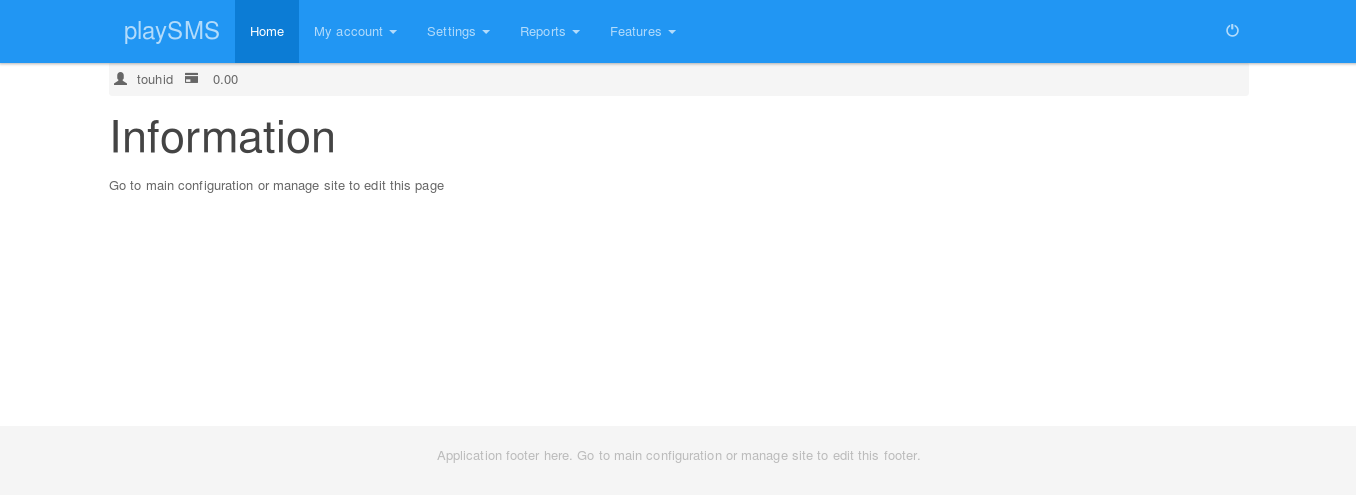 playSMS Home My account Settings Reports Features
touhid 0.00
Information
Go to main configuration or manage site to edit this page
Application footer here. Go to main configuration or manage site to edit this footer.